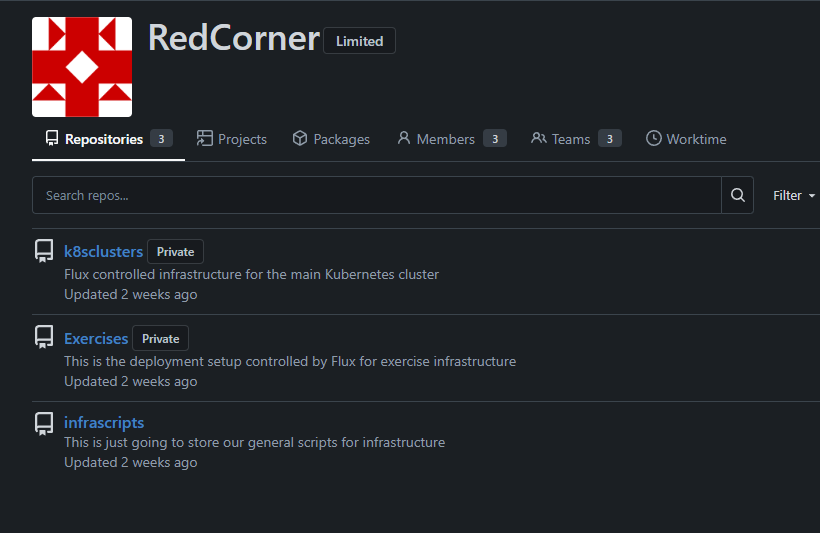 RedCorner Limited
Repositories 3 Projects Packages Members 3 Teams 3 Worktime
Search repos... Filter
k8sclusters Private
Flux controlled infrastructure for the main Kubernetes cluster
Updated 2 weeks ago
Exercises Private
This is the deployment setup controlled by Flux for exercise infrastructure
Updated 2 weeks ago
infrascripts
This is just going to store our general scripts for infrastructure
Updated 2 weeks ago